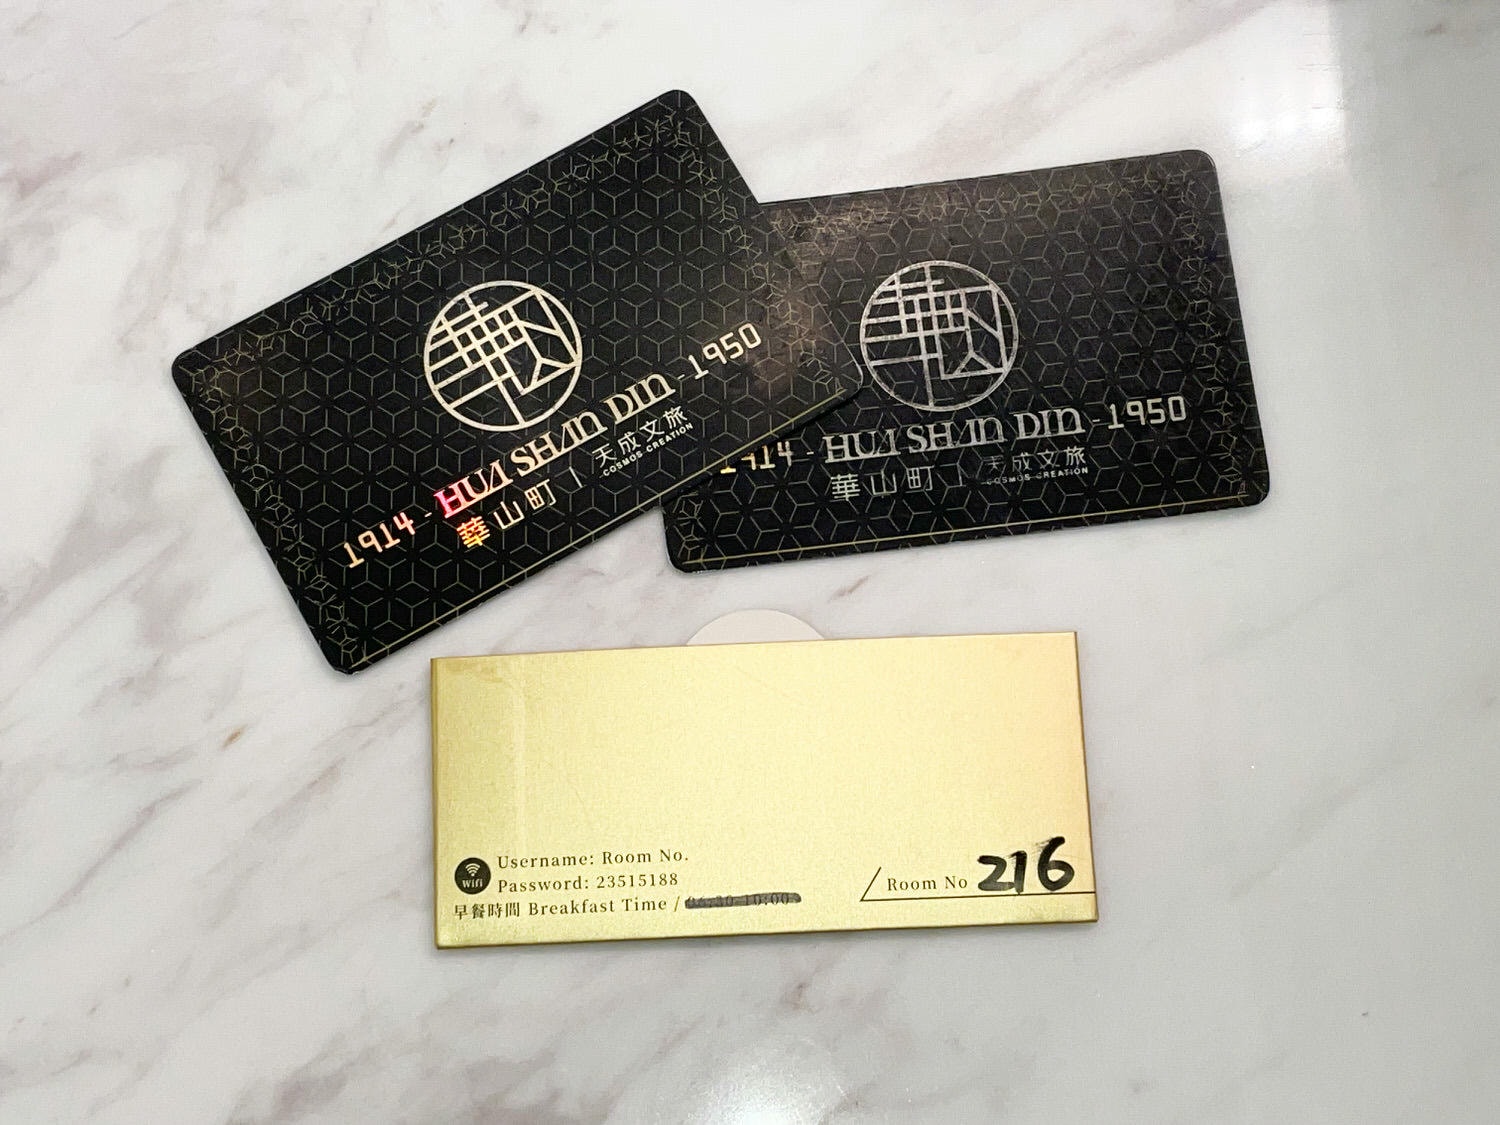 1914 - HUA SHAN DIN - 1950
華山町 | 天成文旅
COSMOS CREATION
1914 - HUA SHAN DIN - 1950
華山町 | 天成文旅
COSMOS CREATION
Wifi
Username: Room No.
Password: 23515188
早餐時間 Breakfast Time /
Room No 216